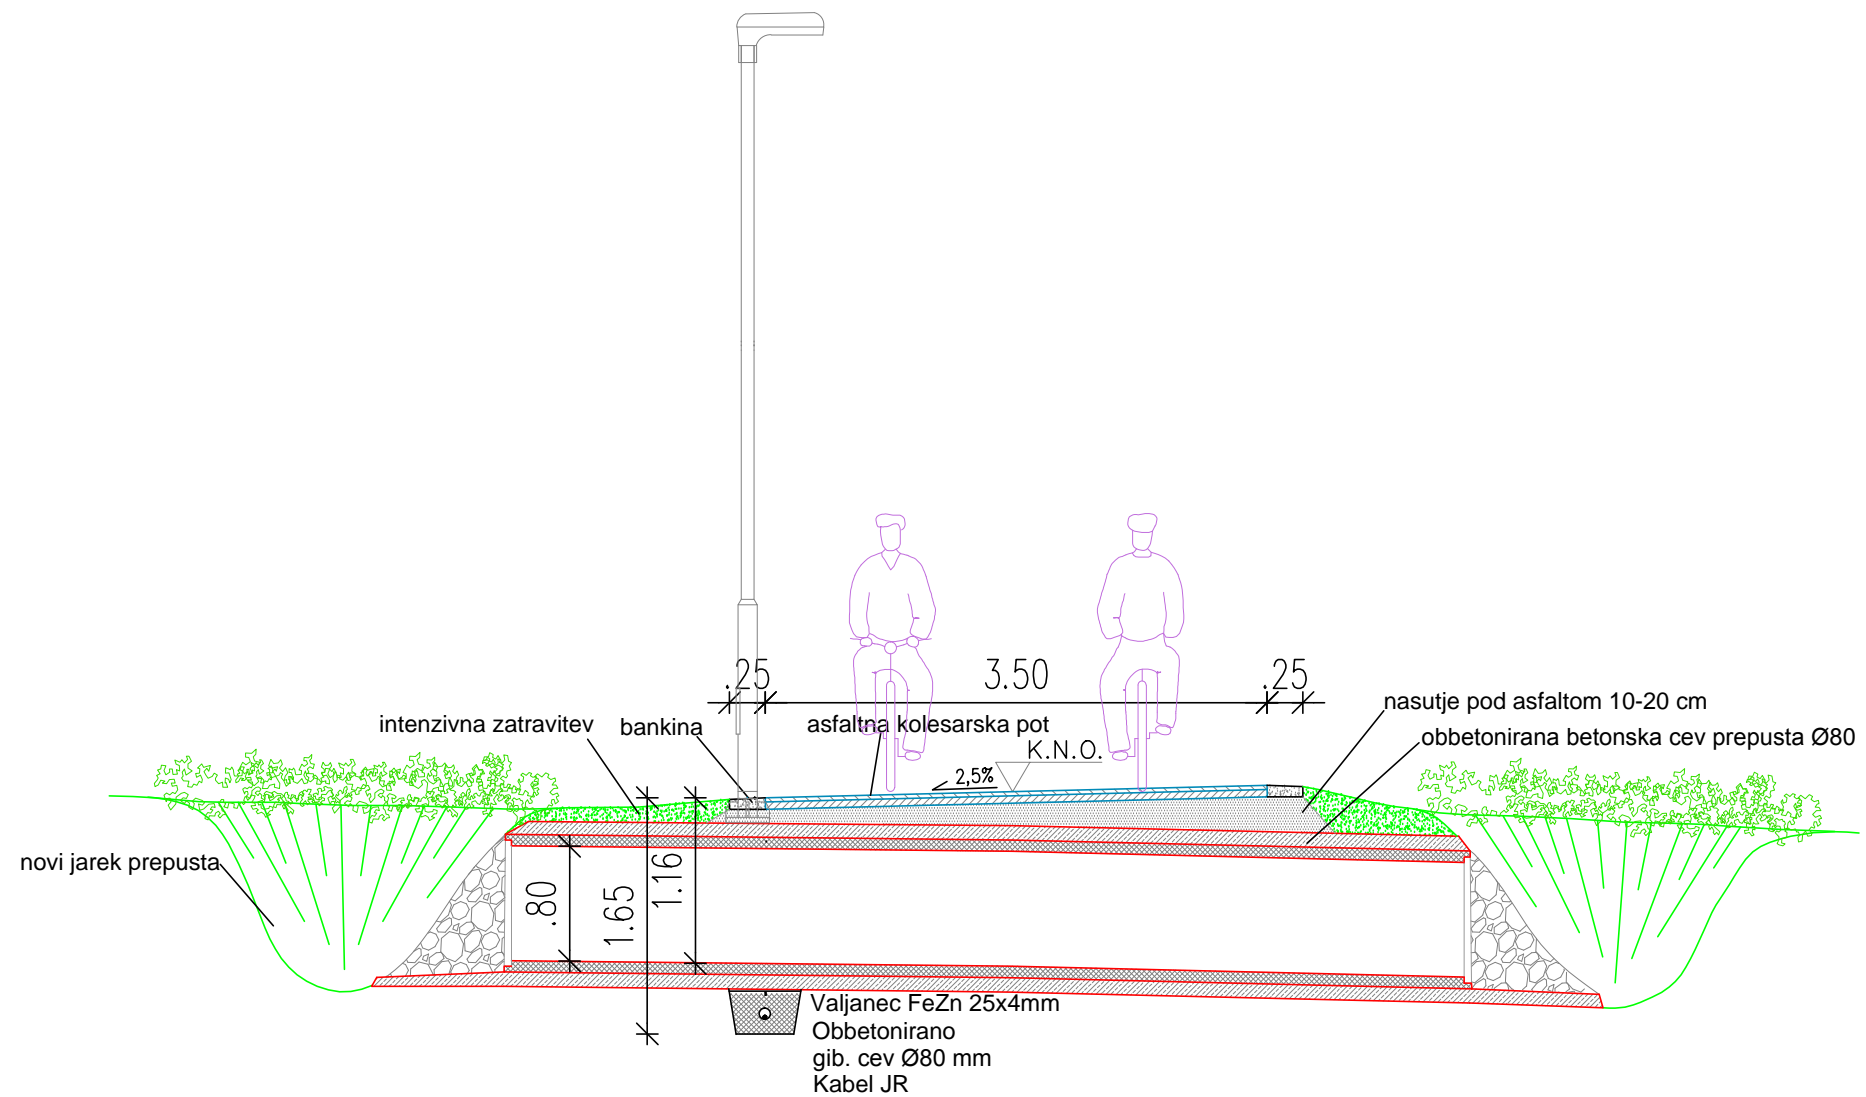 .25
3.50
.25
intenzivna zatravitev
bankina
asfaltna kolesarska pot
nasutje pod asfaltom 10-20 cm
obbetonirana betonska cev prepusta Ø80
K.N.O.
2,5%
novi jarek prepusta
.80
1.65
1.16
Valjanec FeZn 25x4mm
Obbetonirano
gib. cev Ø80 mm
Kabel JR